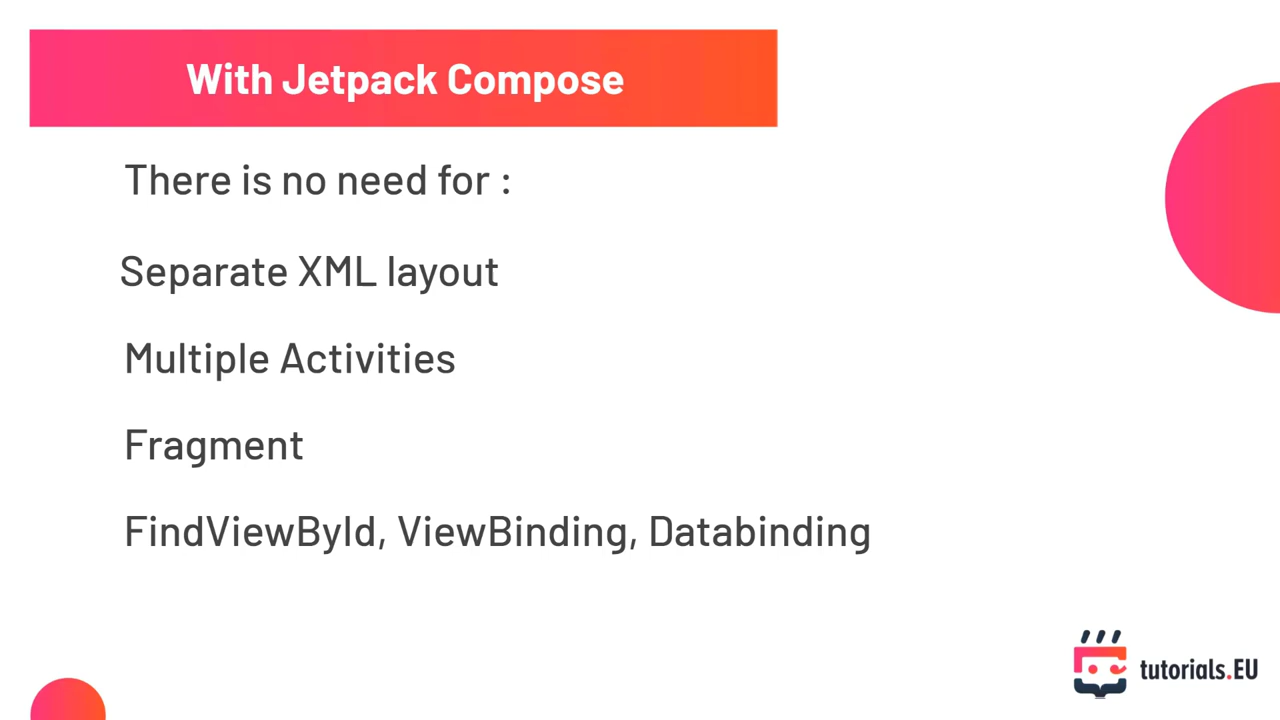 With Jetpack Compose
There is no need for :
Separate XML layout
Multiple Activities
Fragment
FindViewById, ViewBinding, Databinding
tutorials.EU